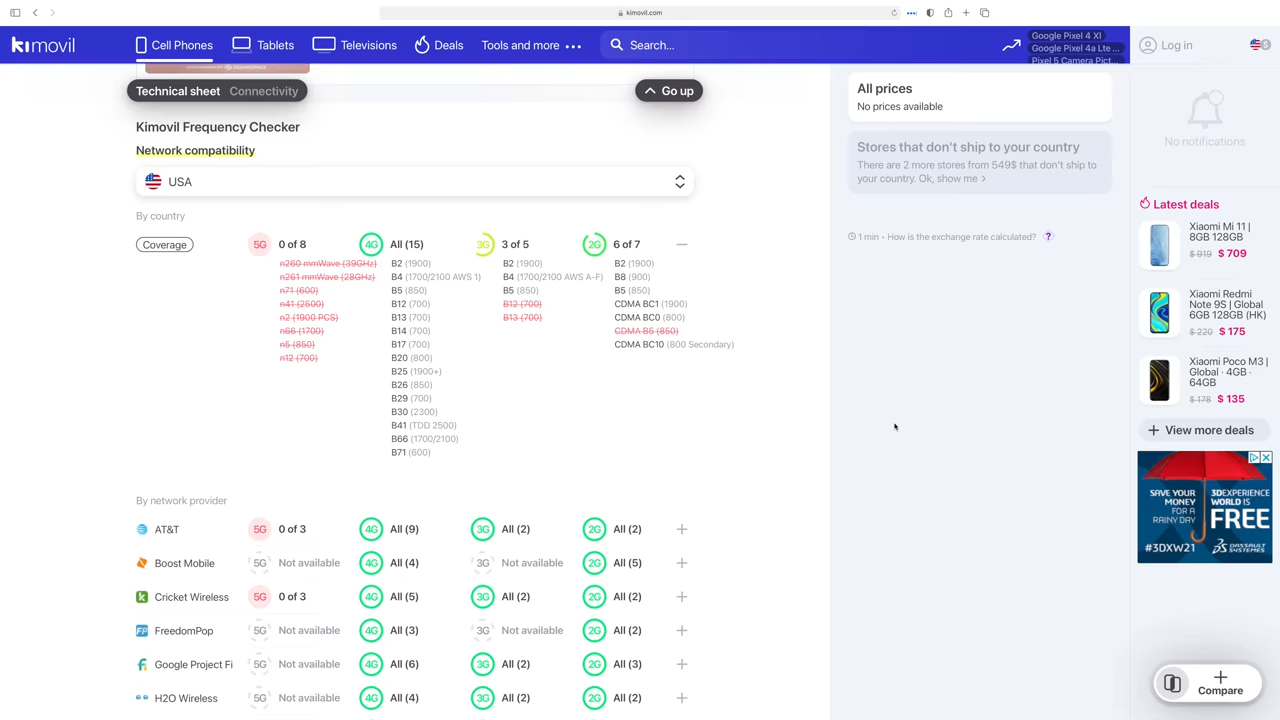 kimovil.com
kimovil
Cell Phones
Tablets
Televisions
Deals
Tools and more
Search...
Google Pixel 4 Xl
Google Pixel 4a Lte ...
Pixel 5 Camera Pict...
Log in
Technical sheet Connectivity
Go up
Kimovil Frequency Checker
Network compatibility
USA
By country
Coverage
5G 0 of 8
n260 mmWave (39GHz)
n261 mmWave (28GHz)
n71 (600)
n41 (2500)
n2 (1900 PCS)
n66 (1700)
n5 (850)
n12 (700)
4G All (15)
B2 (1900)
B4 (1700/2100 AWS 1)
B5 (850)
B12 (700)
B13 (700)
B14 (700)
B17 (700)
B20 (800)
B25 (1900+)
B26 (850)
B29 (700)
B30 (2300)
B41 (TDD 2500)
B66 (1700/2100)
B71 (600)
3G 3 of 5
B2 (1900)
B4 (1700/2100 AWS A-F)
B5 (850)
B12 (700)
B13 (700)
2G 6 of 7
B2 (1900)
B8 (900)
B5 (850)
CDMA BC1 (1900)
CDMA BC0 (800)
CDMA B5 (850)
CDMA BC10 (800 Secondary)
By network provider
AT&T 5G 0 of 3 4G All (9) 3G All (2) 2G All (2) +
Boost Mobile 5G Not available 4G All (4) 3G Not available 2G All (5) +
Cricket Wireless 5G 0 of 3 4G All (5) 3G All (2) 2G All (2) +
FP FreedomPop 5G Not available 4G All (3) 3G Not available 2G All (2) +
Google Project Fi 5G Not available 4G All (6) 3G All (2) 2G All (3) +
H2O Wireless 5G Not available 4G All (4) 3G All (2) 2G All (2) +
All prices
No prices available
Stores that don't ship to your country
There are 2 more stores from 549$ that don't ship to
your country. Ok, show me >
1 min • How is the exchange rate calculated? ?
No notifications
Latest deals
Xiaomi Mi 11 |
8GB 128GB
$ 919 $ 709
Xiaomi Redmi
Note 9S | Global
6GB 128GB (HK)
$ 220 $ 175
Xiaomi Poco M3 |
Global · 4GB ·
64GB
$ 178 $ 135
+ View more deals
SAVE YOUR
MONEY
FOR A
RAINY DAY
#3DXW21
3DEXPERIENCE
WORLD IS
FREE
DASSAULT
SYSTEMES
Compare